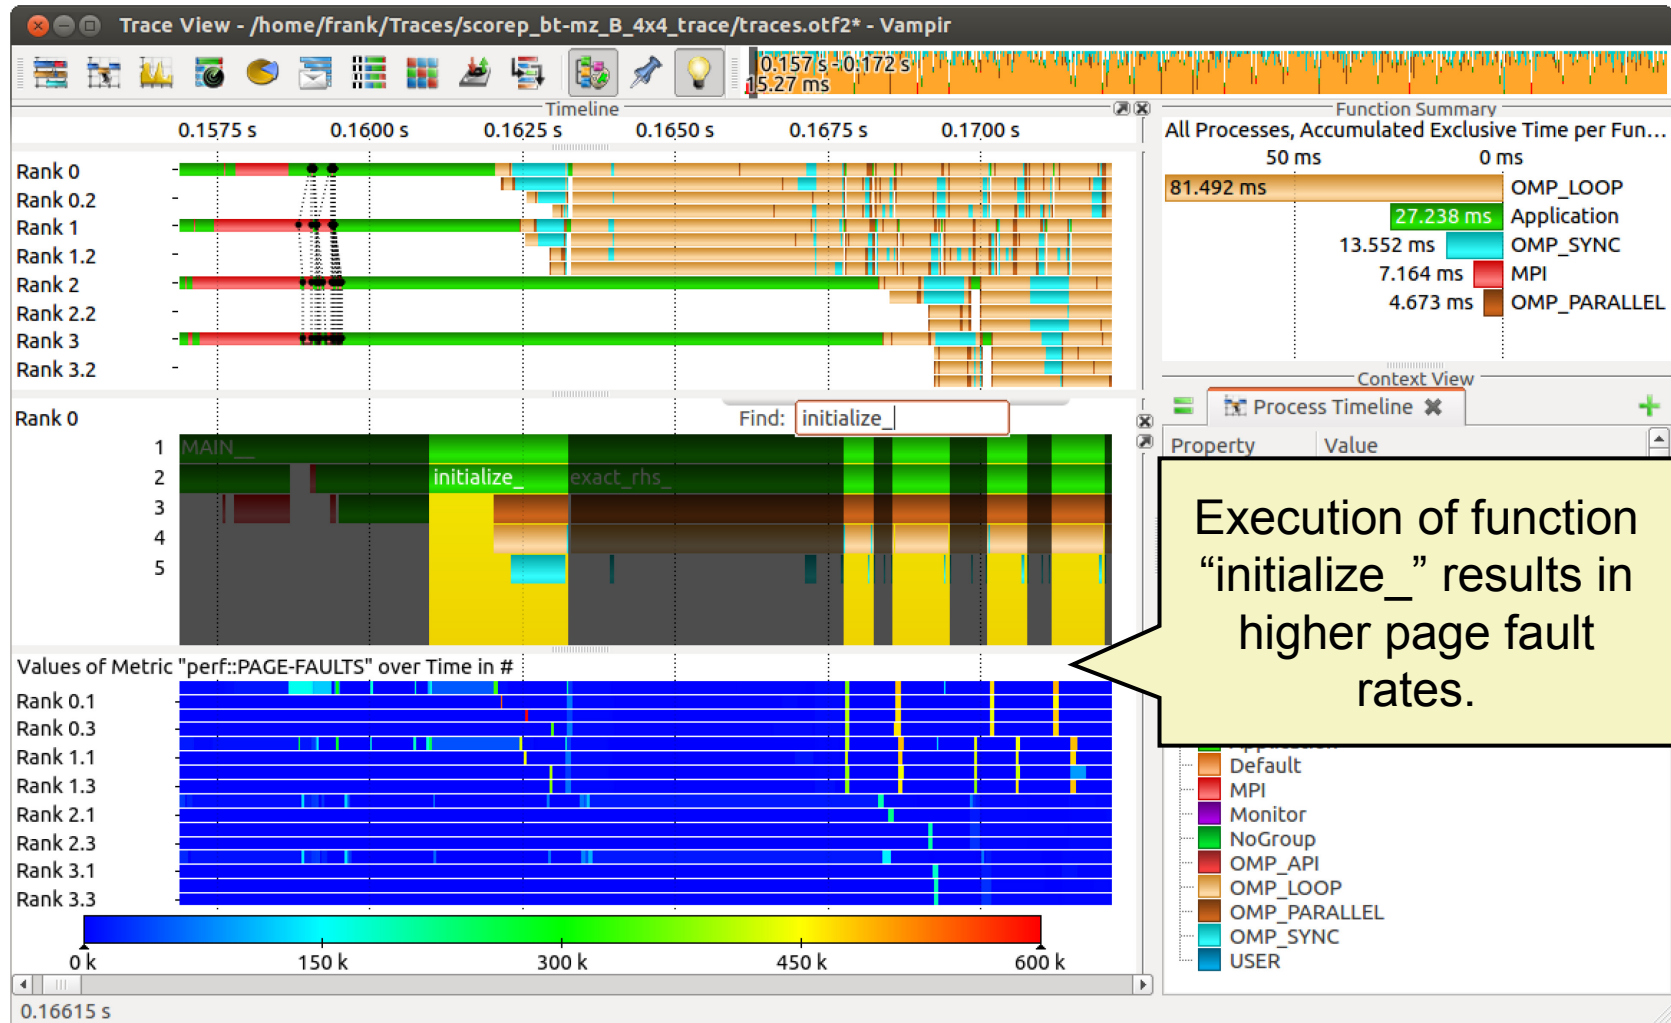 Trace View - /home/frank/Traces/scorep_bt-mz_B_4x4_trace/traces.otf2* - Vampir
0.157 s - 0.172 s
15.27 ms
Timeline
0.1575 s 0.1600 s 0.1625 s 0.1650 s 0.1675 s 0.1700 s
Rank 0
Rank 0.2
Rank 1
Rank 1.2
Rank 2
Rank 2.2
Rank 3
Rank 3.2
Function Summary
All Processes, Accumulated Exclusive Time per Fun...
50 ms 0 ms
81.492 ms OMP_LOOP
27.238 ms Application
13.552 ms OMP_SYNC
7.164 ms MPI
4.673 ms OMP_PARALLEL
Rank 0
Find: initialize_
1 MAIN__
2 initialize_ exact_rhs_
3
4
5
Context View
Process Timeline
Property Value
Execution of function
“initialize_” results in
higher page fault
rates.
Values of Metric "perf::PAGE-FAULTS" over Time in #
Rank 0.1
Rank 0.3
Rank 1.1
Rank 1.3
Rank 2.1
Rank 2.3
Rank 3.1
Rank 3.3
0 k 150 k 300 k 450 k 600 k
Application
Default
MPI
Monitor
NoGroup
OMP_API
OMP_LOOP
OMP_PARALLEL
OMP_SYNC
USER
0.16615 s